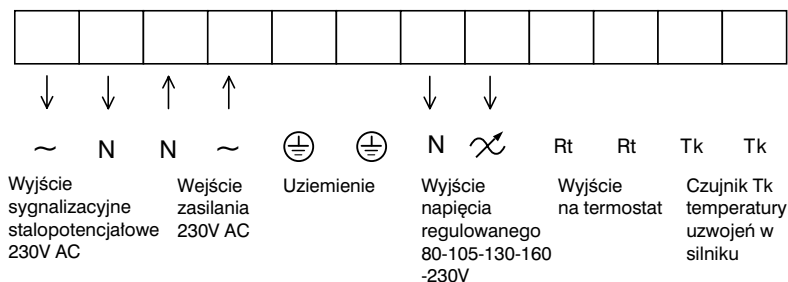 ~ N N ~ N Rt Rt Tk Tk
Wyjście
sygnalizacyjne
stalopotencjałowe
230V AC
Wejście
zasilania
230V AC
Uziemienie
Wyjście
napięcia
regulowanego
80-105-130-160
-230V
Wyjście
na termostat
Czujnik Tk
temperatury
uzwojeń w
silniku